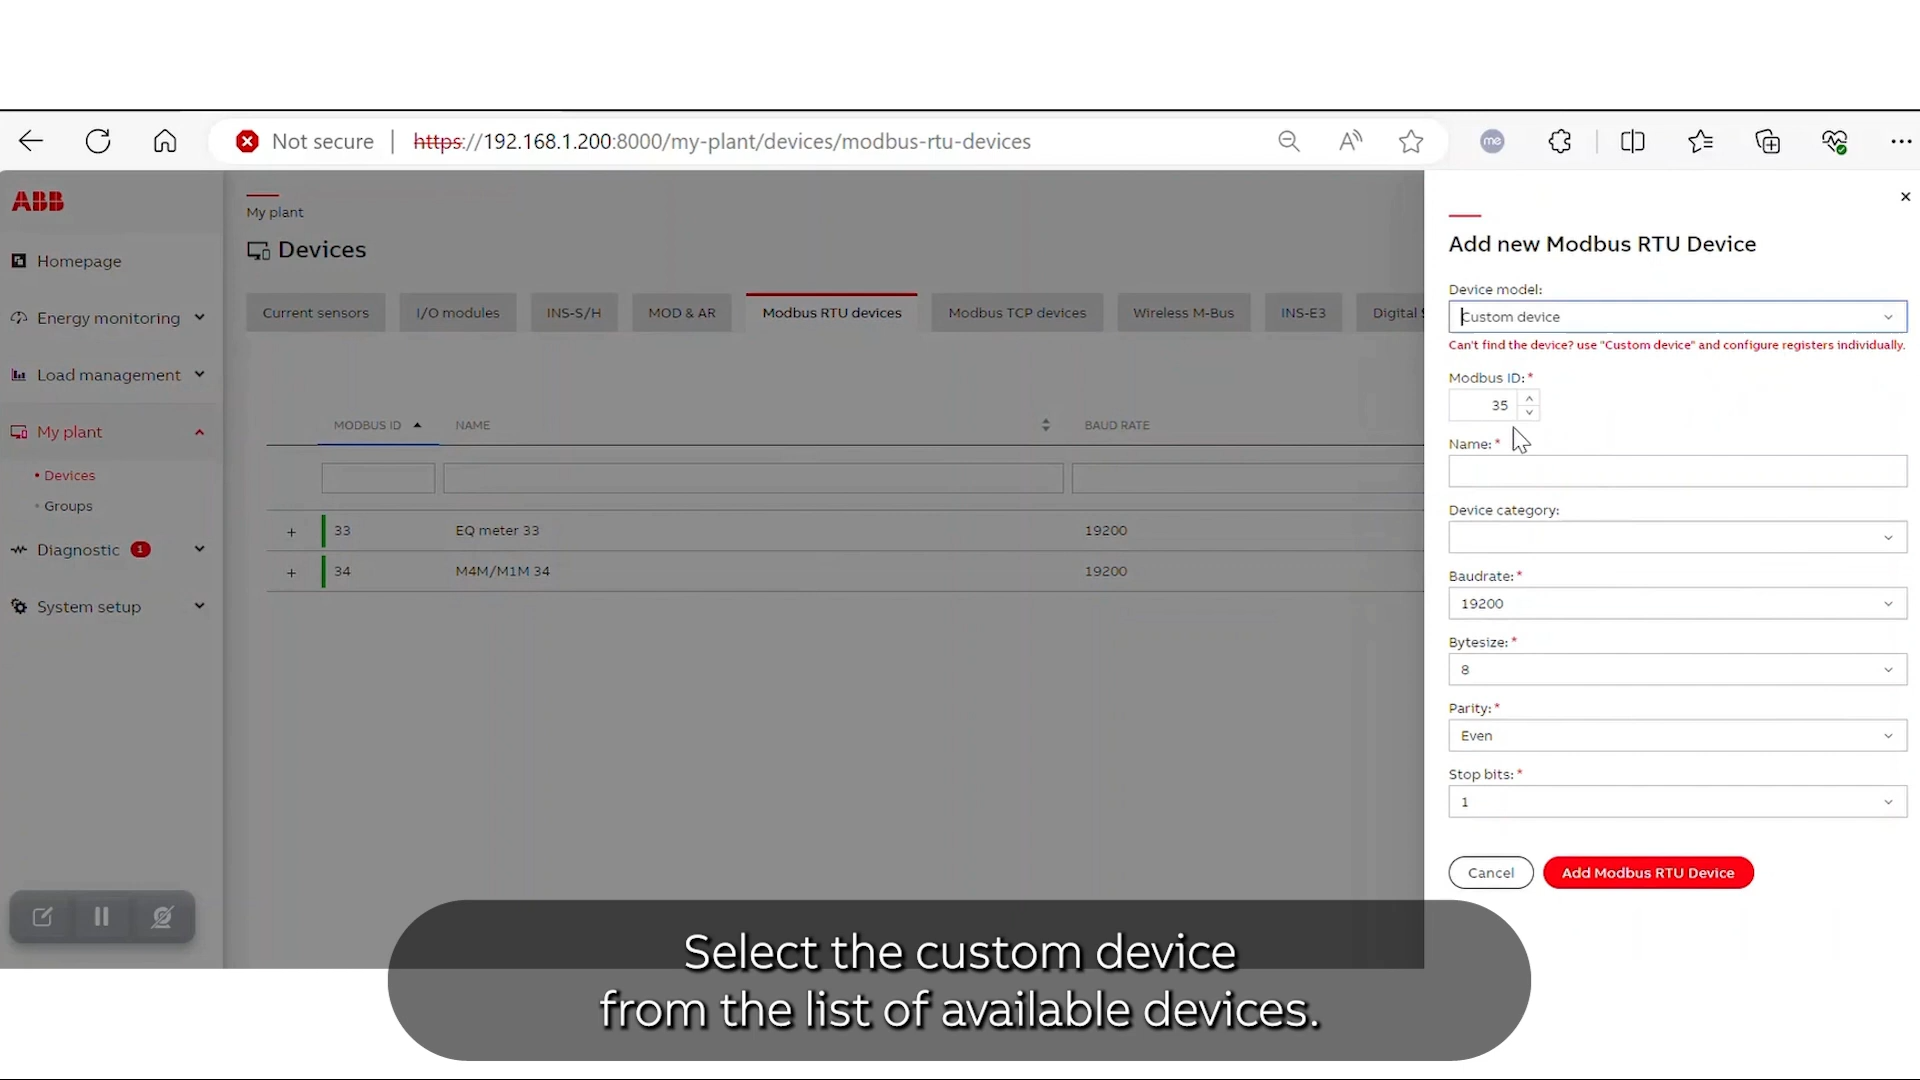 Not secure
https://192.168.1.200:8000/my-plant/devices/modbus-rtu-devices
A
me
ABB
Homepage
Energy monitoring
Load management
My plant
Devices
Groups
Diagnostic 1
System setup
My plant
Devices
Current sensors
I/O modules
INS-S/H
MOD & AR
Modbus RTU devices
Modbus TCP devices
Wireless M-Bus
INS-E3
Digital
MODBUS ID NAME BAUD RATE
+ 33 EQ meter 33 19200
+ 34 M4M/M1M 34 19200
Add new Modbus RTU Device
Device model:
Custom device
Can't find the device? use "Custom device" and configure registers individually.
Modbus ID:*
35
Name:*
Device category:
Baudrate:*
19200
Bytesize:*
8
Parity:*
Even
Stop bits:*
1
Cancel
Add Modbus RTU Device
Select the custom device
from the list of available devices.